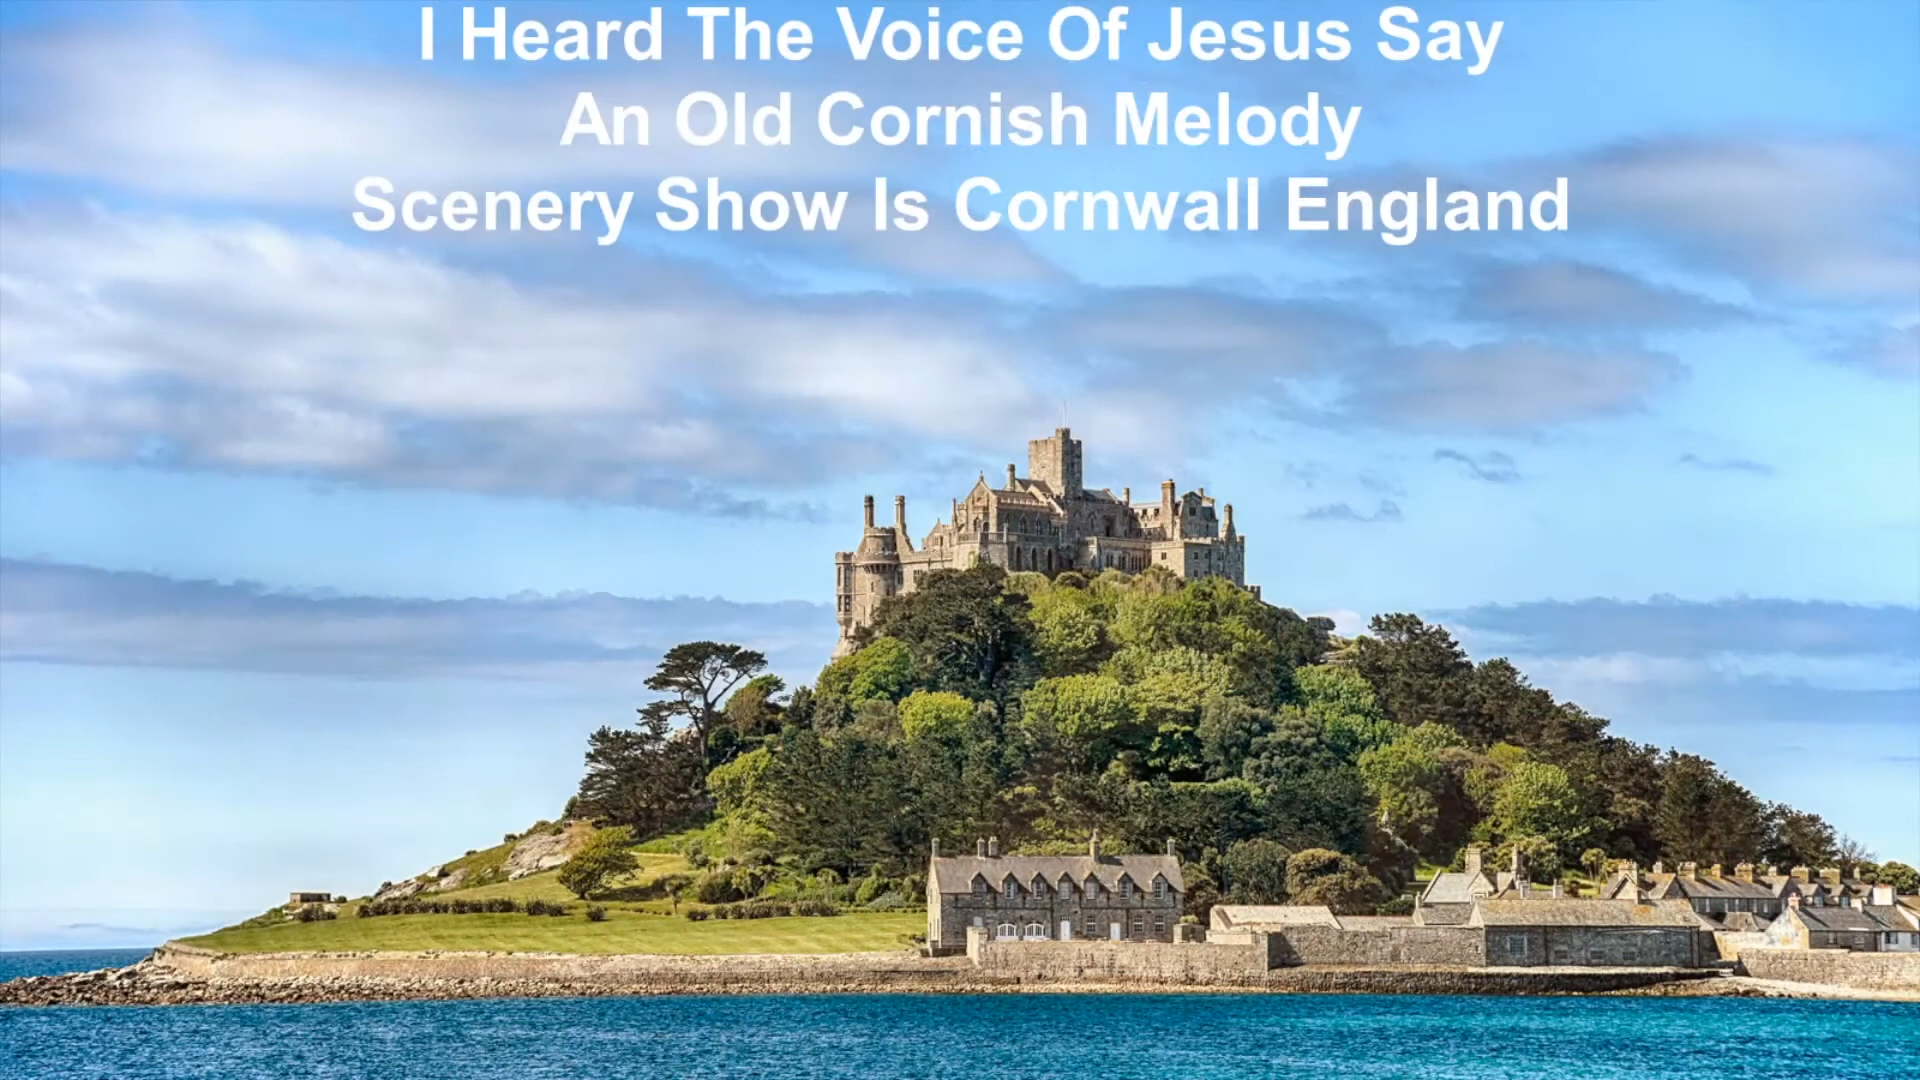 I Heard The Voice Of Jesus Say
An Old Cornish Melody
Scenery Show Is Cornwall England